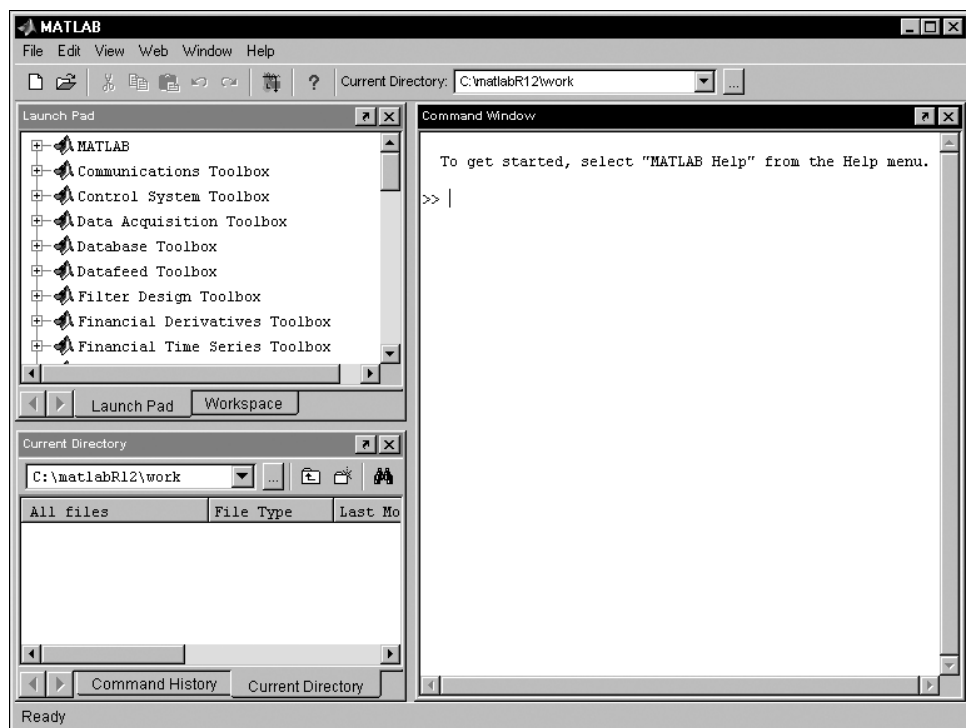 MATLAB
File Edit View Web Window Help
? Current Directory: C:\matlabR12\work ...
Launch Pad
MATLAB
Communications Toolbox
Control System Toolbox
Data Acquisition Toolbox
Database Toolbox
Datafeed Toolbox
Filter Design Toolbox
Financial Derivatives Toolbox
Financial Time Series Toolbox
Launch Pad Workspace
Current Directory
C:\matlabR12\work ...
All files File Type Last Mo
Command History Current Directory
Command Window
To get started, select "MATLAB Help" from the Help menu.
>>
Ready